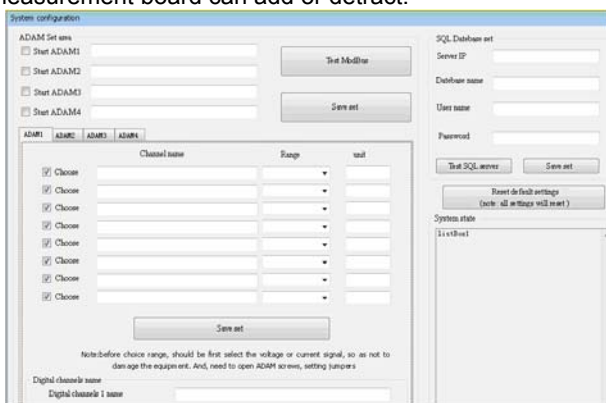 measurement board can add or detract.
System configuration
ADAM Set area
Start ADAM1
Start ADAM2
Start ADAM3
Start ADAM4
Test ModBus
Save set
ADAM1 ADAM2 ADAM3 ADAM4
Channel name Range unit
Choose
Choose
Choose
Choose
Choose
Choose
Choose
Choose
Save set
Note:before choice range, should be first select the voltage or current signal, so as not to
damage the equipment. And, need to open ADAM screws, setting jumpers
Digital channels name
Digital channels 1 name
SQL Datebase set
Server IP
Datebase name
User name
Password
Test SQL server Save set
Reset default settings
(note: all settings will reset )
System state
listBox1